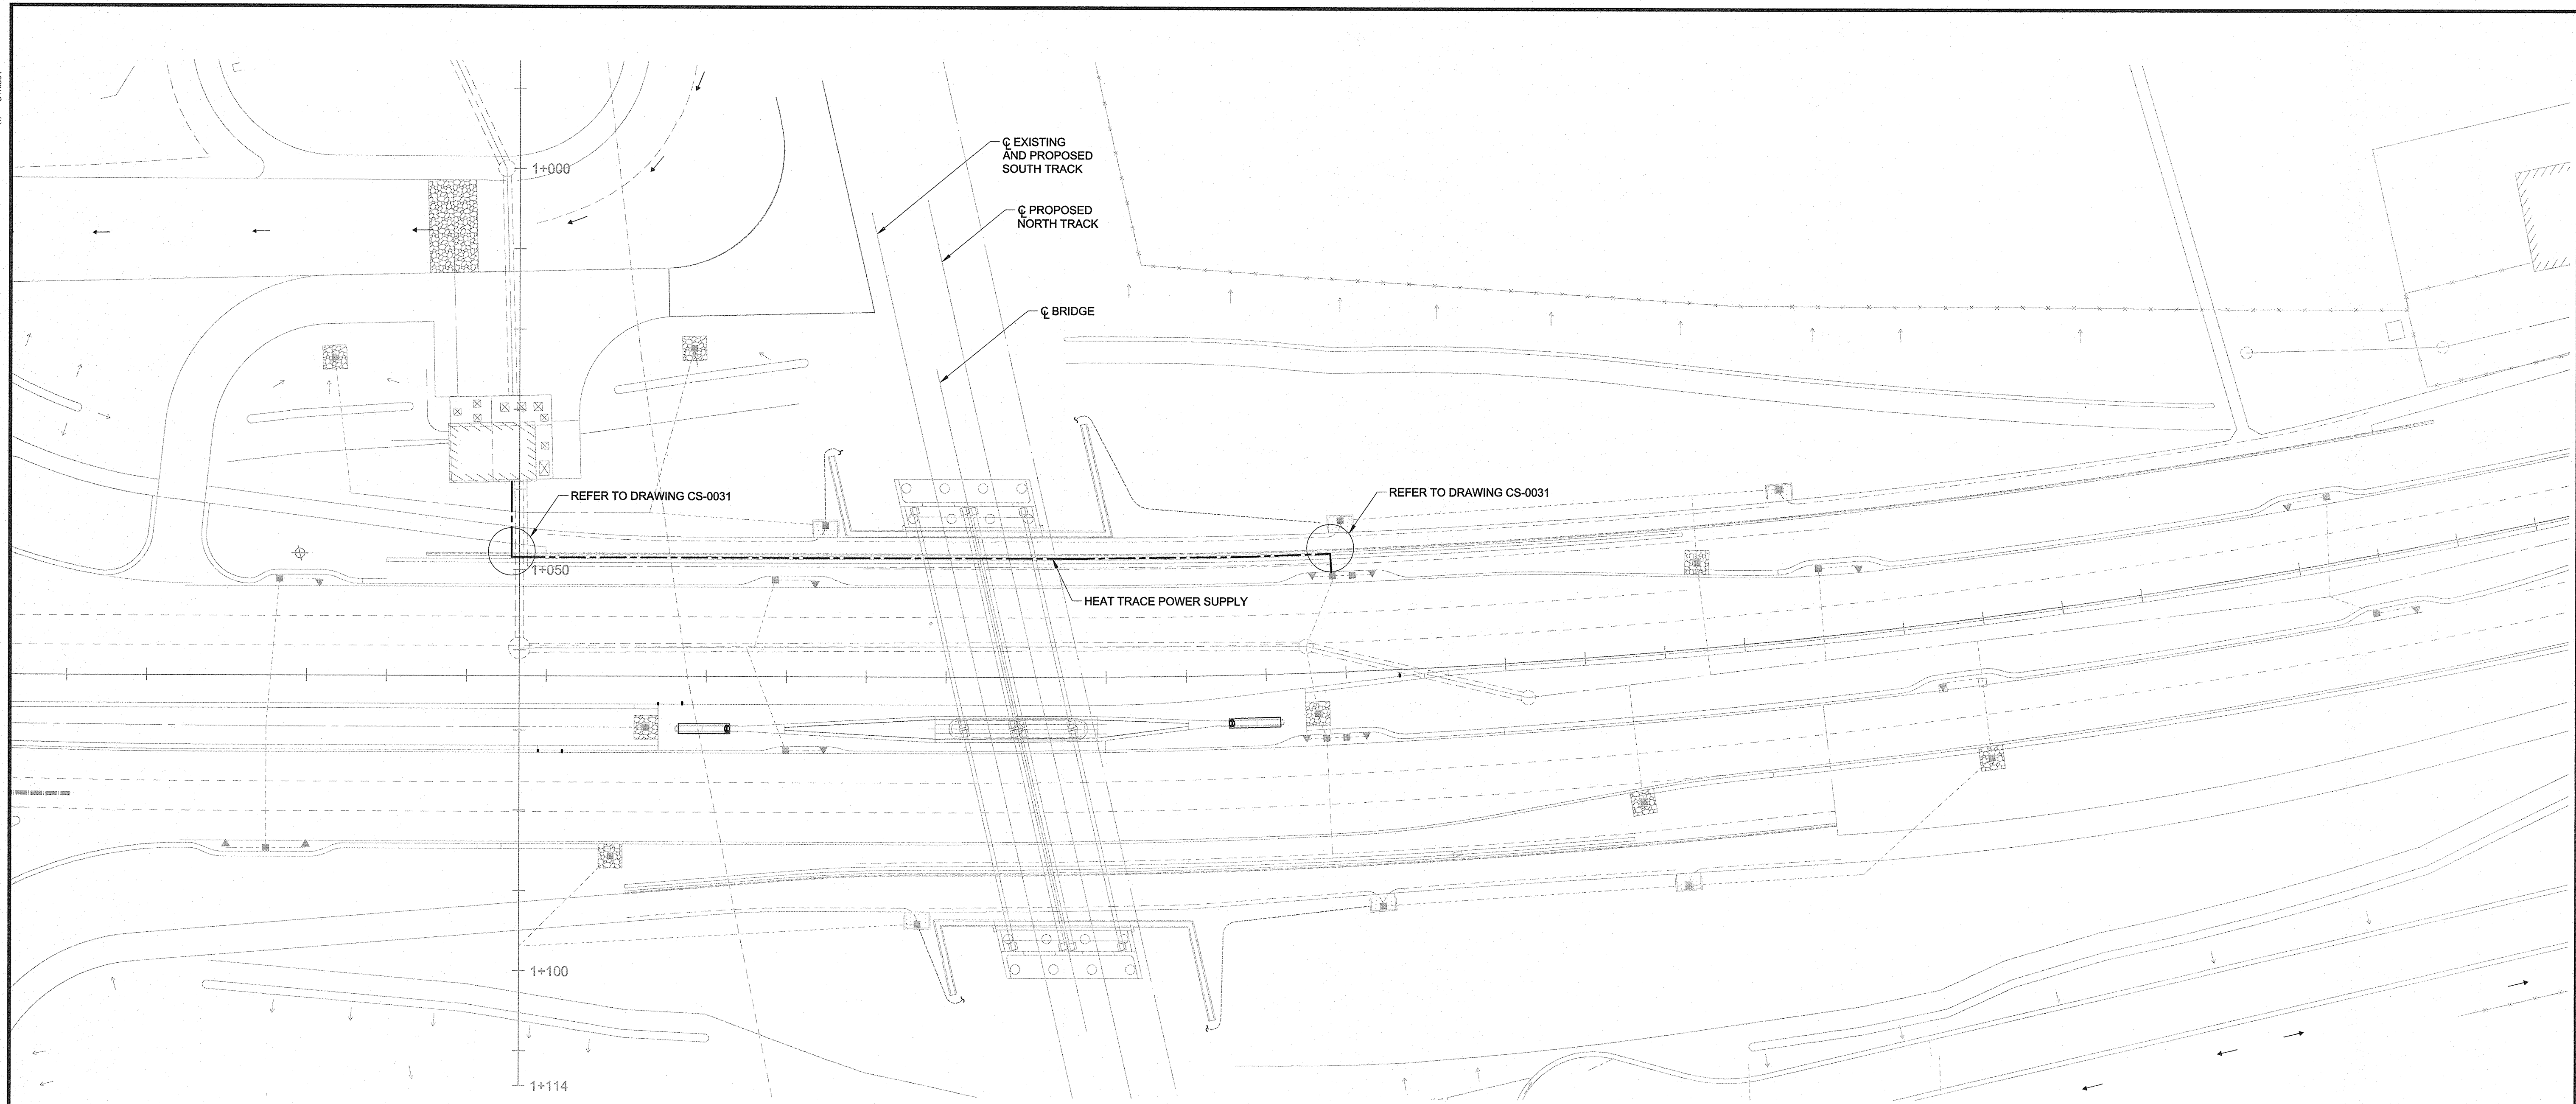 1+000
℄ EXISTING
AND PROPOSED
SOUTH TRACK
℄ PROPOSED
NORTH TRACK
℄ BRIDGE
REFER TO DRAWING CS-0031
REFER TO DRAWING CS-0031
1+050
HEAT TRACE POWER SUPPLY
1+100
1+114